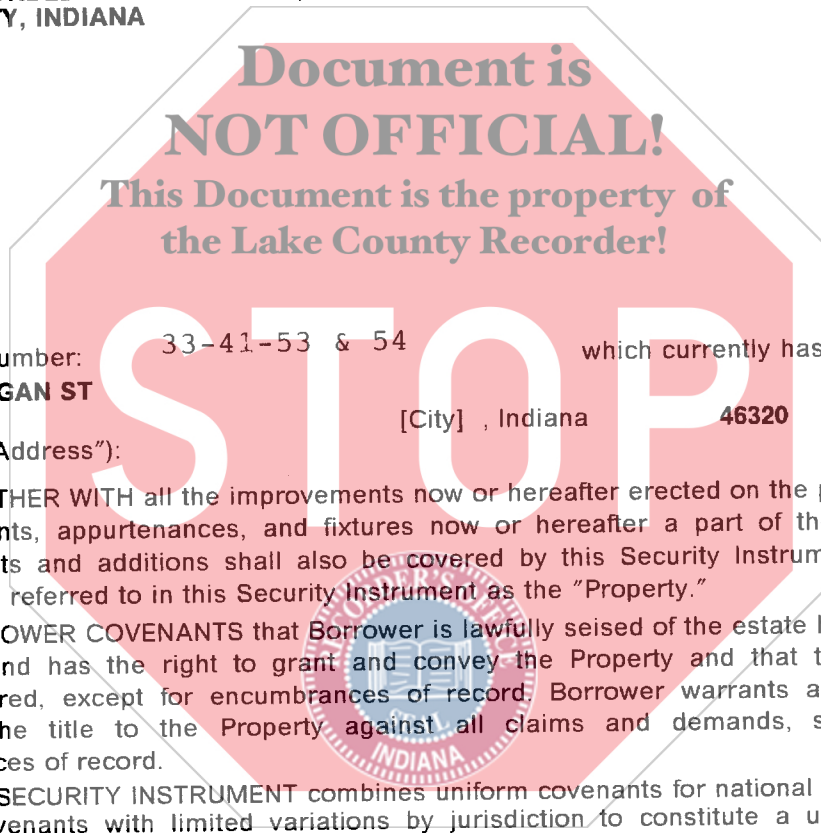 Y, INDIANA
Document is
NOT OFFICIAL!
This Document is the property of
the Lake County Recorder!
STOP
umber: 33-41-53 & 54 which currently has
GAN ST
[City] , Indiana 46320
Address"):
THER WITH all the improvements now or hereafter erected on the p
nts, appurtenances, and fixtures now or hereafter a part of th
ts and additions shall also be covered by this Security Instrum
referred to in this Security Instrument as the "Property."
OWER COVENANTS that Borrower is lawfully seised of the estate
nd has the right to grant and convey the Property and that t
red, except for encumbrances of record. Borrower warrants a
he title to the Property against all claims and demands, s
ces of record.
RECORDER'S OFFICE
SEAL
INDIANA
SECURITY INSTRUMENT combines uniform covenants for national
venants with limited variations by jurisdiction to constitute a u